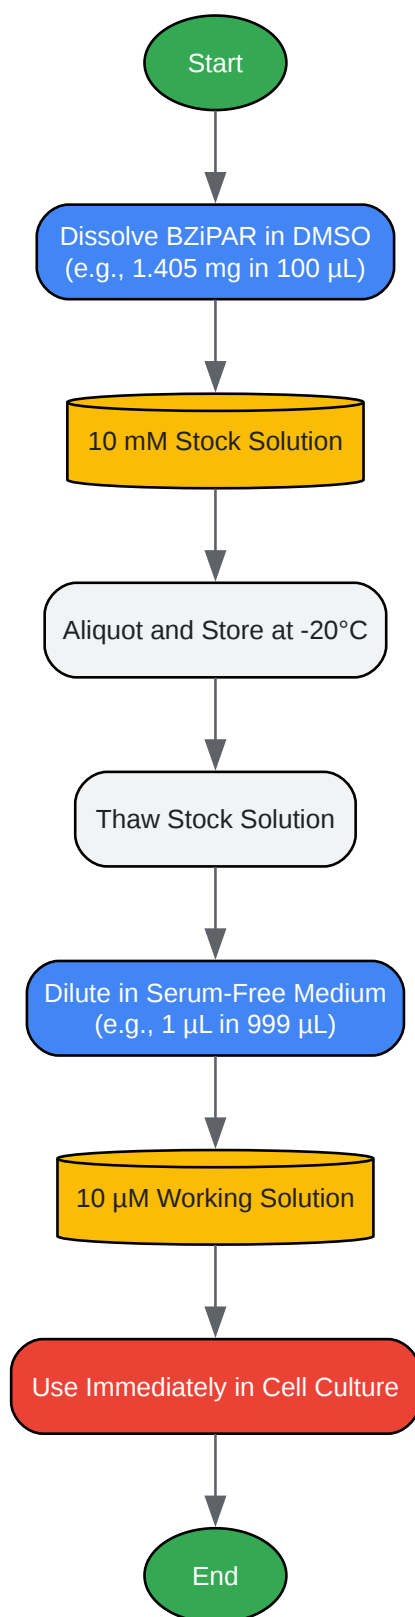 Start
Dissolve BZiPAR in DMSO
(e.g., 1.405 mg in 100 µL)
10 mM Stock Solution
Aliquot and Store at -20°C
Thaw Stock Solution
Dilute in Serum-Free Medium
(e.g., 1 µL in 999 µL)
10 µM Working Solution
Use Immediately in Cell Culture
End